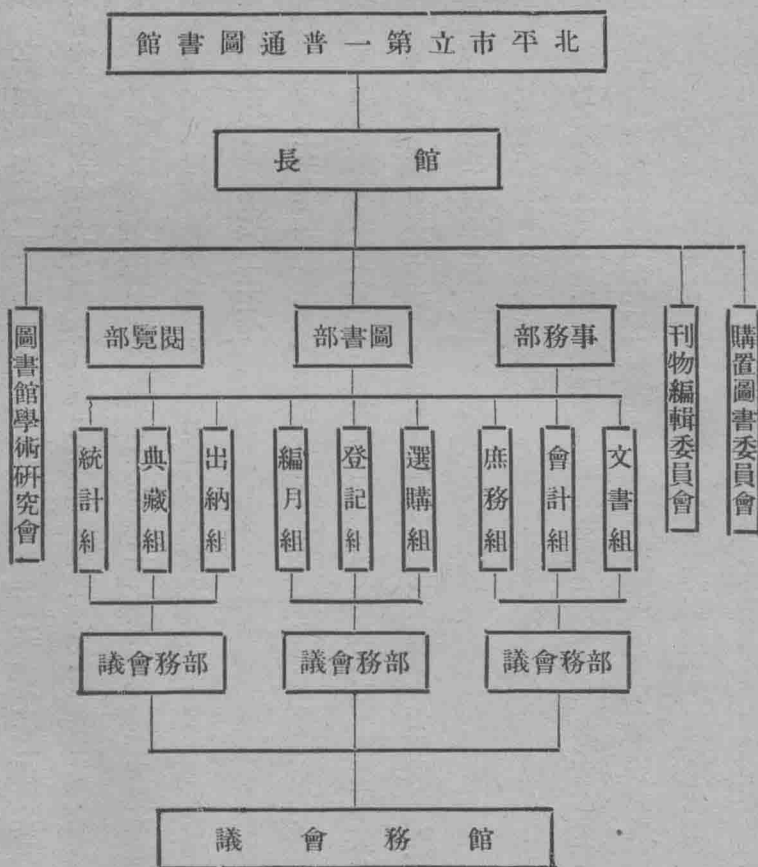 北平市立第一普通圖書館
館長
購置圖書委員會
刊物編輯委員會
事務部
圖書部
閱覽部
圖書館學術研究會
文書組
會計組
庶務組
選購組
登記組
編月組
出納組
典藏組
統計組
部務會議
部務會議
部務會議
館務會議